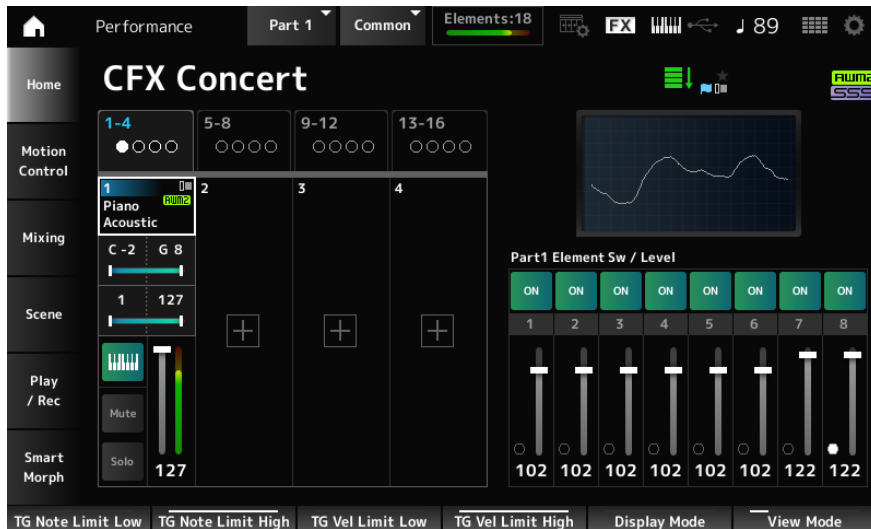 Performance
Part 1
Common
Elements:18
FX
♩ 89
Home
CFX Concert
AWM2
SSS
1-4
5-8
9-12
13-16
Motion
Control
1
2
3
4
Piano
AWM2
Acoustic
Mixing
C -2
G 8
Part1 Element Sw / Level
ON ON ON ON ON ON ON ON
1 2 3 4 5 6 7 8
1
127
Scene
Play
/ Rec
Mute
Solo
127
Smart
Morph
102 102 102 102 102 102 122 122
TG Note Limit Low
TG Note Limit High
TG Vel Limit Low
TG Vel Limit High
Display Mode
View Mode